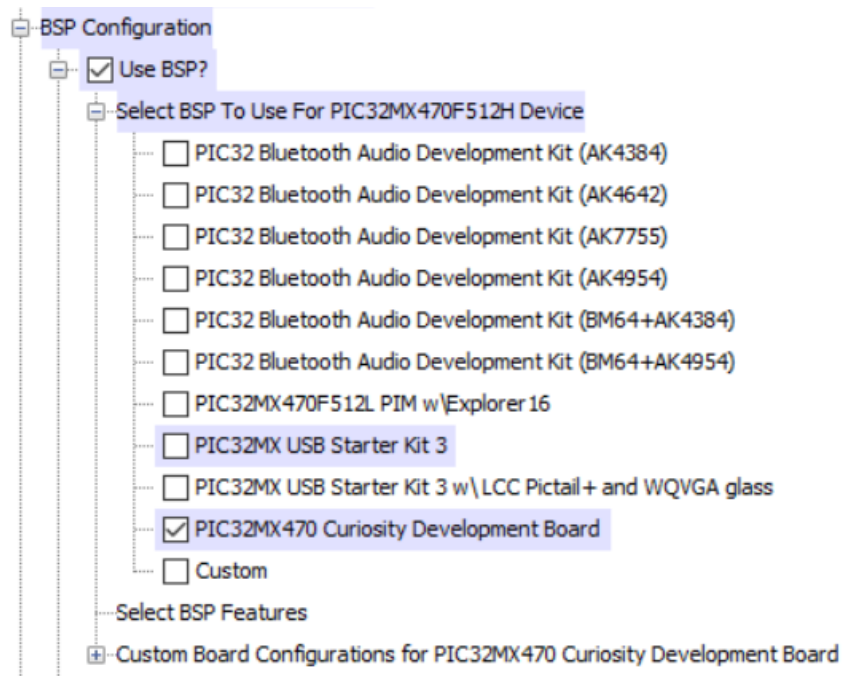 BSP Configuration
Use BSP?
Select BSP To Use For PIC32MX470F512H Device
PIC32 Bluetooth Audio Development Kit (AK4384)
PIC32 Bluetooth Audio Development Kit (AK4642)
PIC32 Bluetooth Audio Development Kit (AK7755)
PIC32 Bluetooth Audio Development Kit (AK4954)
PIC32 Bluetooth Audio Development Kit (BM64+AK4384)
PIC32 Bluetooth Audio Development Kit (BM64+AK4954)
PIC32MX470F512L PIM w\Explorer16
PIC32MX USB Starter Kit 3
PIC32MX USB Starter Kit 3 w\LCC Pictail+ and WQVGA glass
PIC32MX470 Curiosity Development Board
Custom
Select BSP Features
Custom Board Configurations for PIC32MX470 Curiosity Development Board